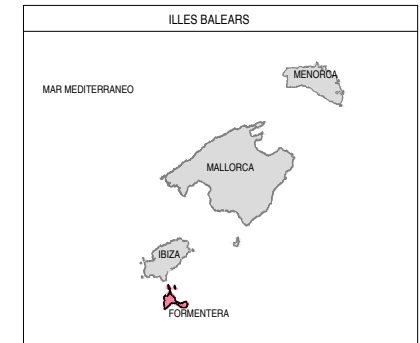 ILLES BALEARS
MENORCA
MAR MEDITERRANEO
MALLORCA
IBIZA
FORMENTERA